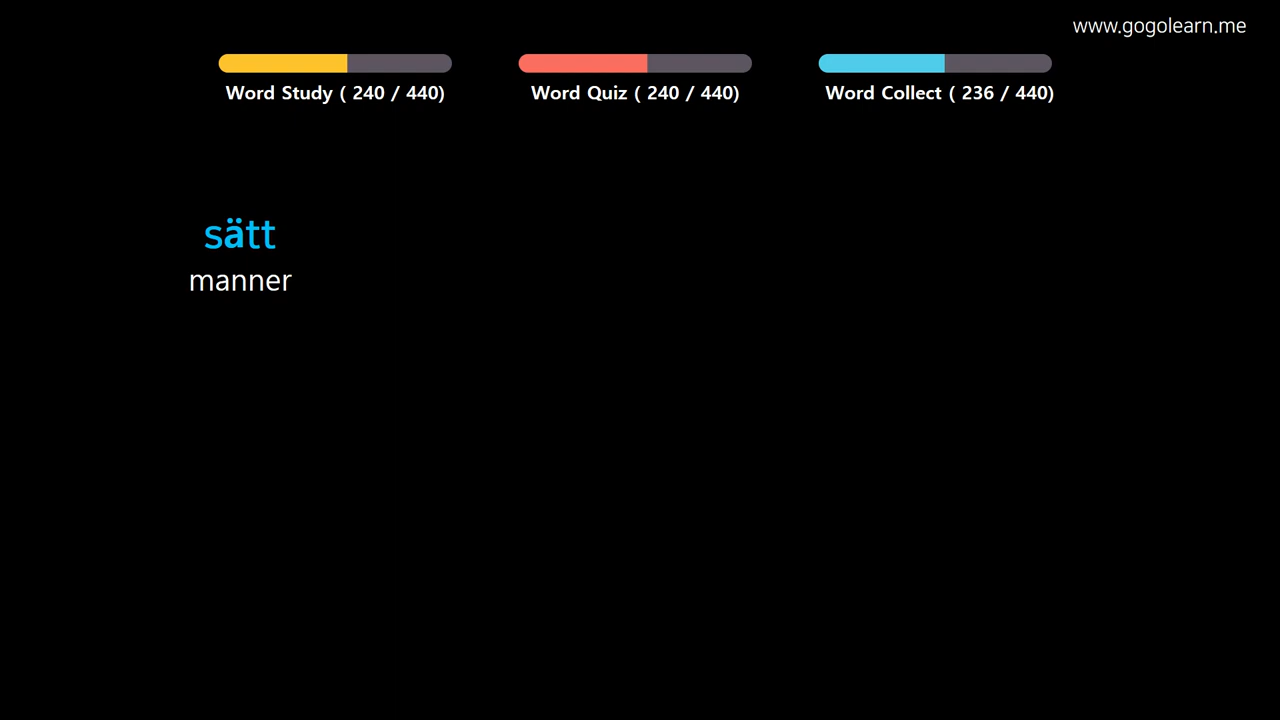 www.gogolearn.me
Word Study ( 240 / 440)
Word Quiz ( 240 / 440)
Word Collect ( 236 / 440)
sätt
manner